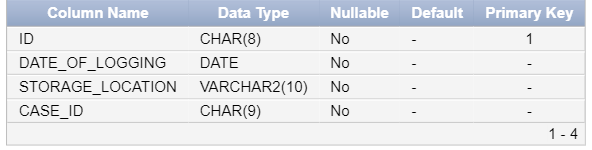 Column Name Data Type Nullable Default Primary Key
ID CHAR(8) No - 1
DATE_OF_LOGGING DATE No - -
STORAGE_LOCATION VARCHAR2(10) No - -
CASE_ID CHAR(9) No - -
1 - 4